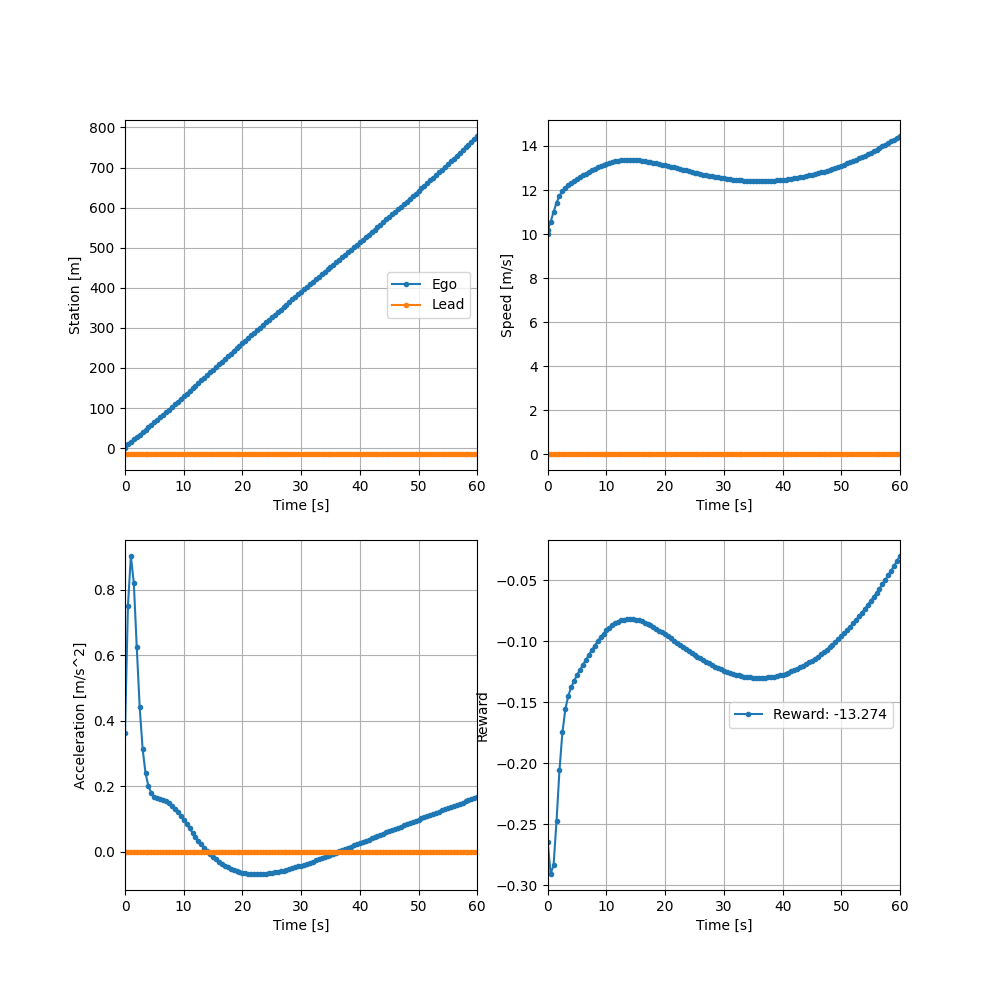 800
700
600
500
400
300
200
100
0
Station [m]
Ego
Lead
0 10 20 30 40 50 60
Time [s]
14
12
10
8
6
4
2
0
Speed [m/s]
0 10 20 30 40 50 60
Time [s]
0.8
0.6
0.4
0.2
0.0
Acceleration [m/s^2]
0 10 20 30 40 50 60
Time [s]
−0.05
−0.10
−0.15
−0.20
−0.25
−0.30
Reward
Reward: -13.274
0 10 20 30 40 50 60
Time [s]